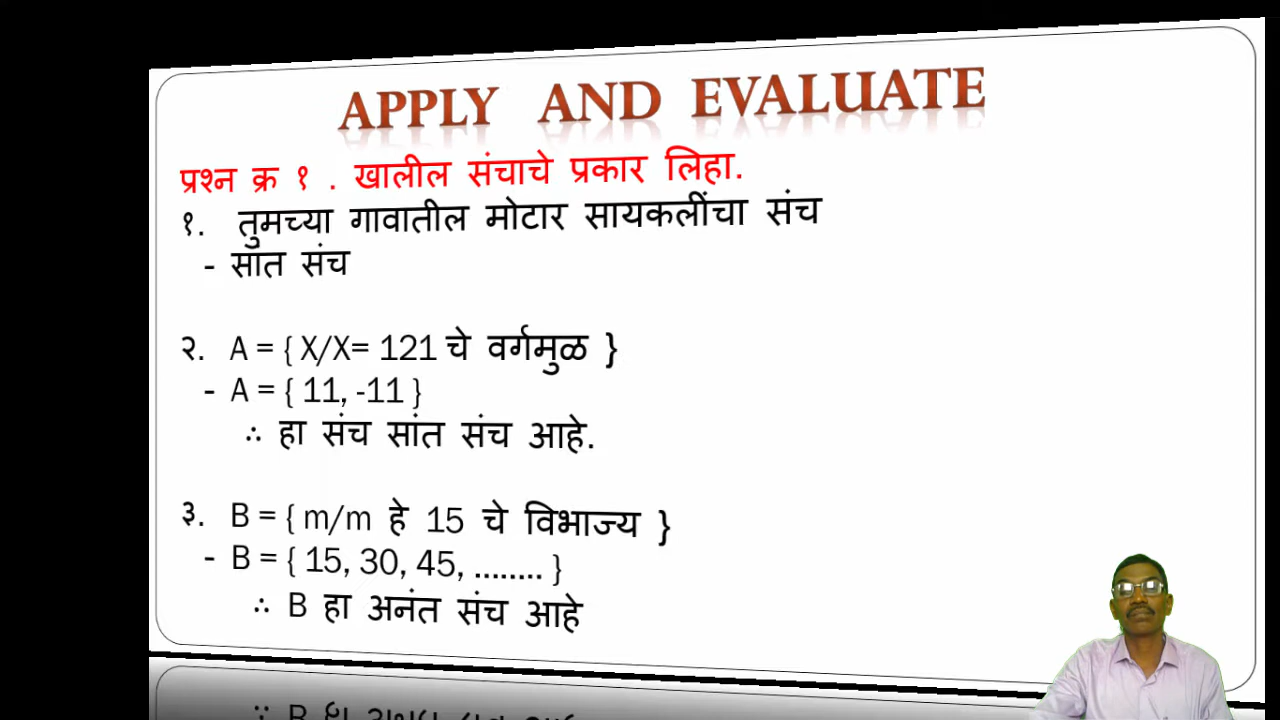 APPLY AND EVALUATE
प्रश्न क्र १ . खालील संचाचे प्रकार लिहा.
१. तुमच्या गावातील मोटार सायकलींचा संच
- सांत संच
२. A = { X/X= 121 चे वर्गमुळ }
- A = { 11, -11 }
∴ हा संच सांत संच आहे.
३. B = { m/m हे 15 चे विभाज्य }
- B = { 15, 30, 45, ........ }
∴ B हा अनंत संच आहे